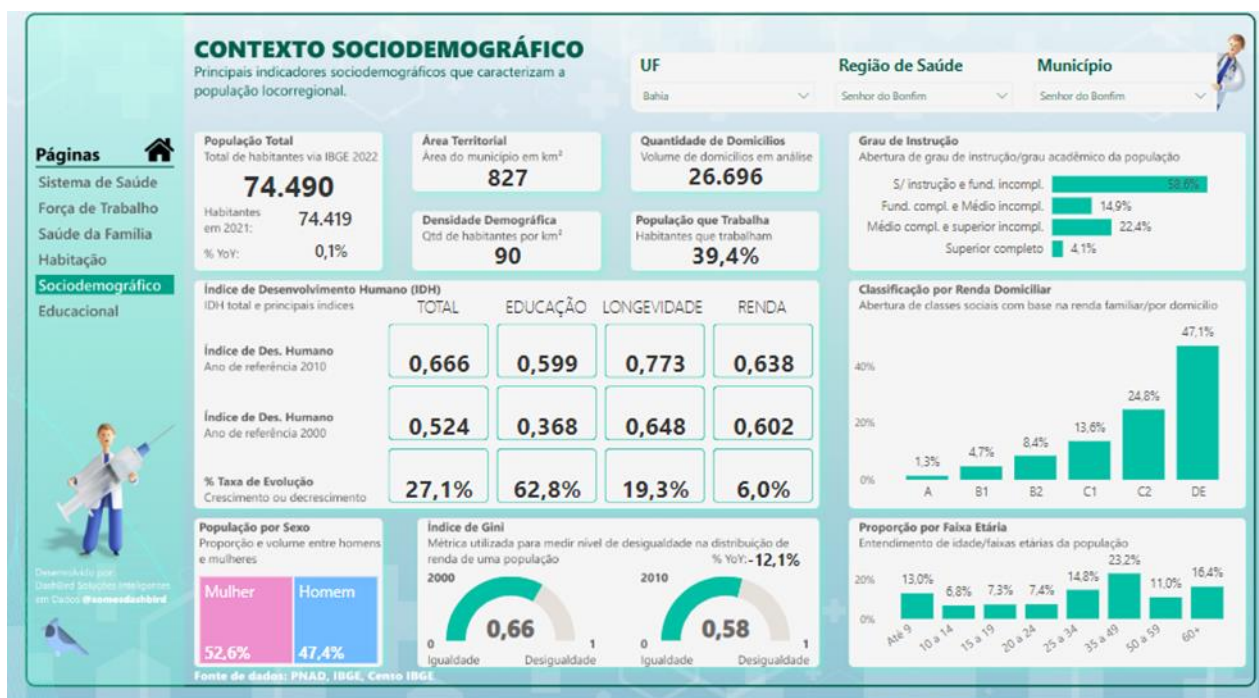 CONTEXTO SOCIODEMOGRÁFICO
Principais indicadores sociodemográficos que caracterizam a
população locorregional.
UF
Bahia
Região de Saúde
Senhor do Bonfim
Município
Senhor do Bonfim
Páginas
Sistema de Saúde
Força de Trabalho
Saúde da Família
Habitação
Sociodemográfico
Educacional
Desenvolvido por:
Dashbird Soluções Inteligentes
em Dados @somosdashbird
População Total
Total de habitantes via IBGE 2022
74.490
Habitantes
em 2021:
74.419
% YoY:
0,1%
Área Territorial
Área do município em km²
827
Densidade Demográfica
Qtd de habitantes por km²
90
Quantidade de Domicílios
Volume de domicílios em análise
26.696
População que Trabalha
Habitantes que trabalham
39,4%
Grau de Instrução
Abertura de grau de instrução/grau acadêmico da população
S/ instrução e fund. incompl. 58,6%
Fund. compl. e Médio incompl. 14,9%
Médio compl. e superior incompl. 22,4%
Superior completo 4,1%
Índice de Desenvolvimento Humano (IDH)
IDH total e principais índices
TOTAL EDUCAÇÃO LONGEVIDADE RENDA
Índice de Des. Humano
Ano de referência 2010
0,666 0,599 0,773 0,638
Índice de Des. Humano
Ano de referência 2000
0,524 0,368 0,648 0,602
% Taxa de Evolução
Crescimento ou decrescimento
27,1% 62,8% 19,3% 6,0%
Classificação por Renda Domiciliar
Abertura de classes sociais com base na renda familiar/por domicílio
40%
20%
0%
1,3% 4,7% 8,4% 13,6% 24,8% 47,1%
A B1 B2 C1 C2 DE
População por Sexo
Proporção e volume entre homens
e mulheres
Mulher Homem
52,6% 47,4%
Índice de Gini
Métrica utilizada para medir nível de desigualdade na distribuição de
renda de uma população
% YoY: -12,1%
2000
0,66
0 1
Igualdade Desigualdade
2010
0,58
0 1
Igualdade Desigualdade
Proporção por Faixa Etária
Entendimento de idade/faixas etárias da população
20%
0%
13,0% 6,8% 7,3% 7,4% 14,8% 23,2% 11,0% 16,4%
Até 9 10 a 14 15 a 19 20 a 24 25 a 34 35 a 49 50 a 59 60+
Fonte de dados: PNAD, IBGE, Censo IBGE